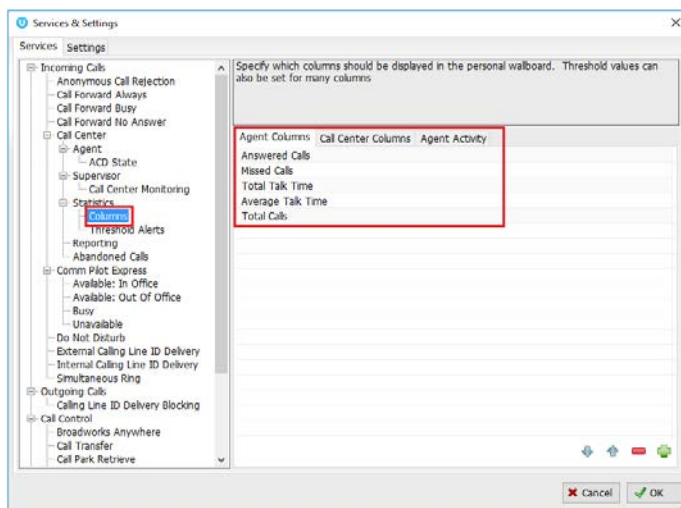 Services & Settings
Services Settings
Incoming Calls
Anonymous Call Rejection
Call Forward Always
Call Forward Busy
Call Forward No Answer
Call Center
Agent
ACD State
Supervisor
Call Center Monitoring
Statistics
Columns
Threshold Alerts
Reporting
Abandoned Calls
Comm Pilot Express
Available: In Office
Available: Out Of Office
Busy
Unavailable
Do Not Disturb
External Calling Line ID Delivery
Internal Calling Line ID Delivery
Simultaneous Ring
Outgoing Calls
Calling Line ID Delivery Blocking
Call Control
Broadworks Anywhere
Call Transfer
Call Park Retrieve
Specify which columns should be displayed in the personal wallboard. Threshold values can
also be set for many columns
Agent Columns Call Center Columns Agent Activity
Answered Calls
Missed Calls
Total Talk Time
Average Talk Time
Total Calls
Cancel OK